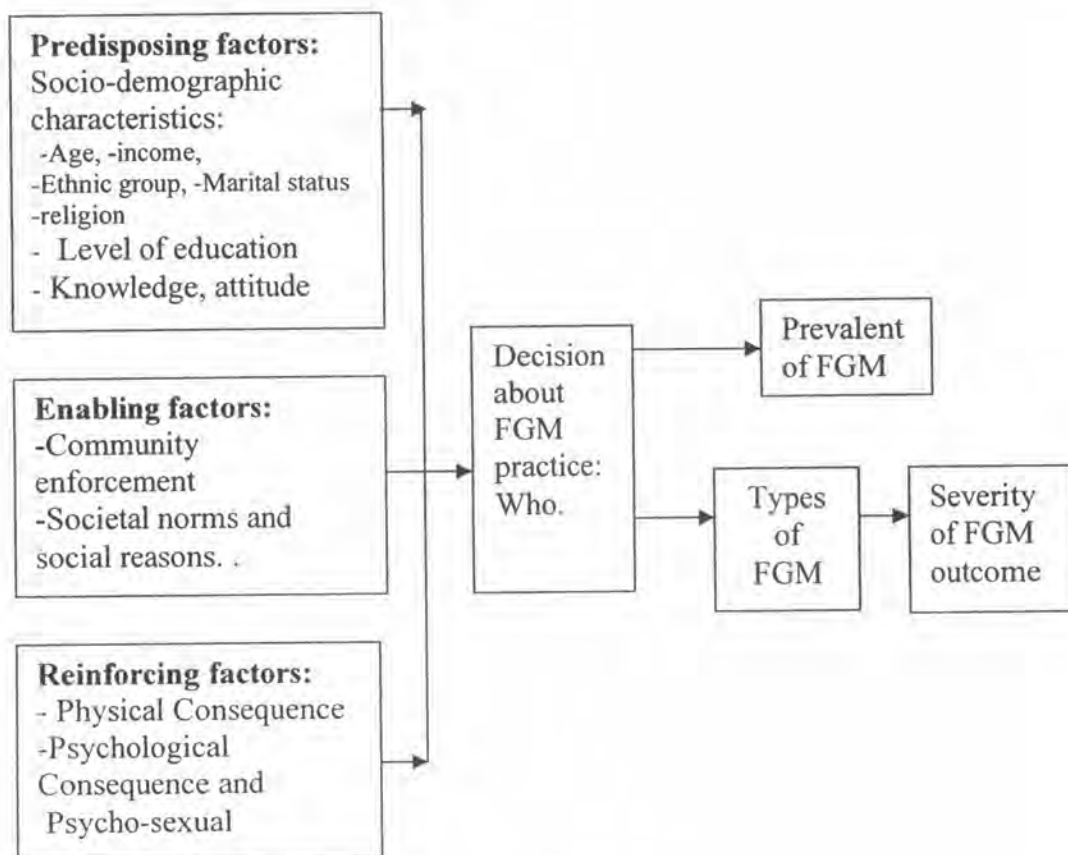 Predisposing factors:
Socio-demographic
characteristics:
-Age, -income,
-Ethnic group, -Marital status
-religion
- Level of education
- Knowledge, attitude
Enabling factors:
-Community
enforcement
-Societal norms and
social reasons. .
Reinforcing factors:
- Physical Consequence
-Psychological
Consequence and
Psycho-sexual
Decision
about
FGM
practice:
Who.
Prevalent
of FGM
Types
of
FGM
Severity
of FGM
outcome